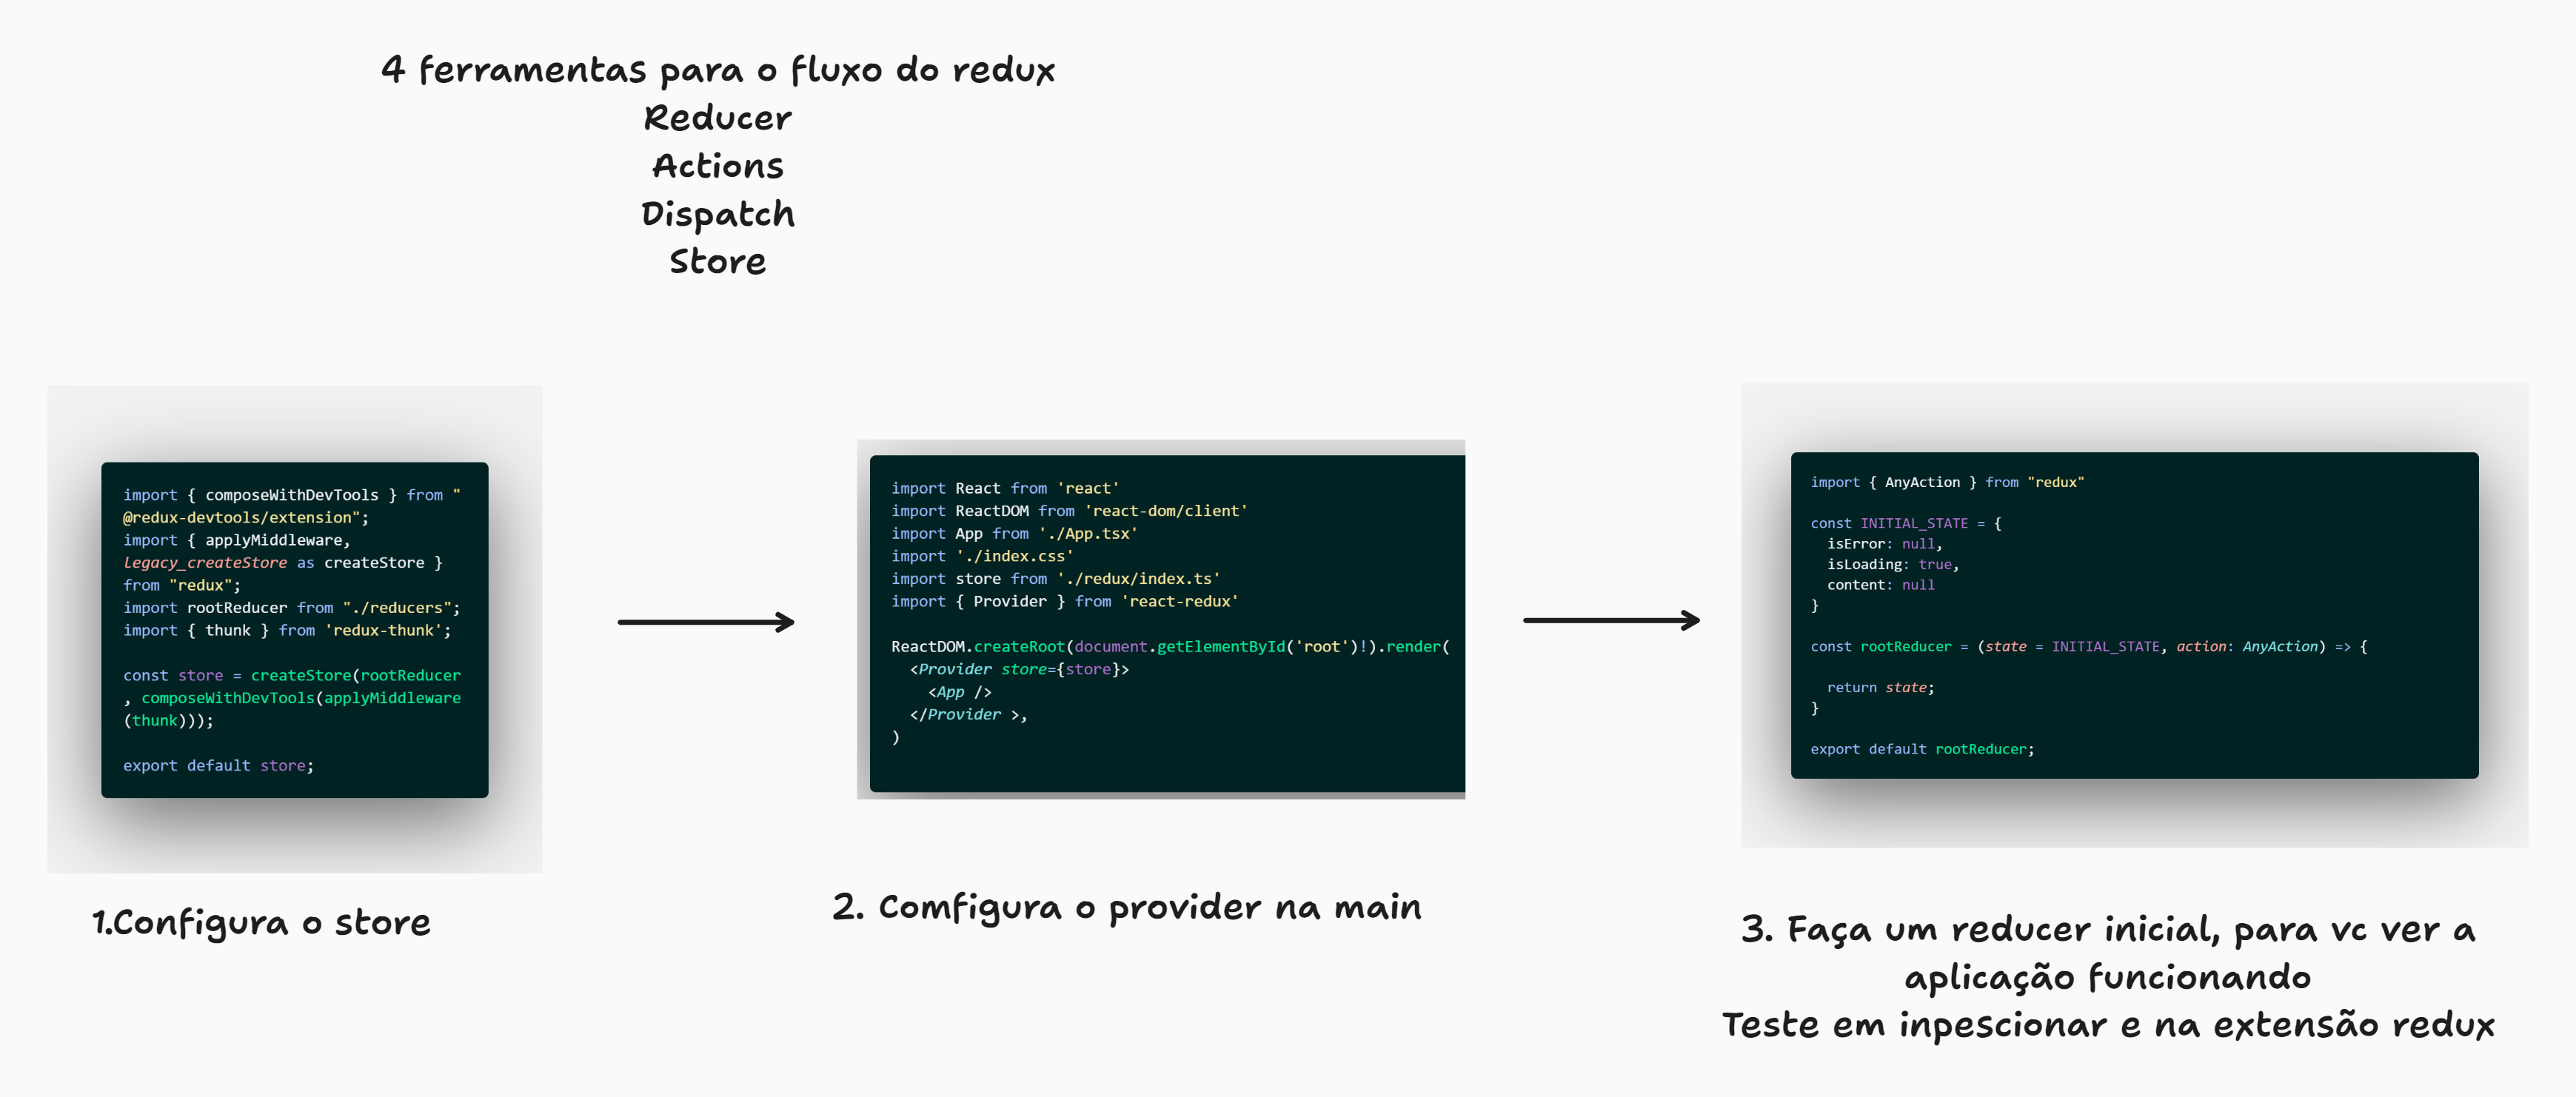 4 ferramentas para o fluxo do redux
Reducer
Actions
Dispatch
Store
import { composeWithDevTools } from "
@redux-devtools/extension";
import { applyMiddleware,
legacy_createStore as createStore }
from "redux";
import rootReducer from "./reducers";
import { thunk } from 'redux-thunk';
const store = createStore(rootReducer
, composeWithDevTools(applyMiddleware
(thunk)));
export default store;
1.Configura o store
import React from 'react'
import ReactDOM from 'react-dom/client'
import App from './App.tsx'
import './index.css'
import store from './redux/index.ts'
import { Provider } from 'react-redux'
ReactDOM.createRoot(document.getElementById('root')!).render(
  <Provider store={store}>
    <App />
  </Provider >,
)
2. Comfigura o provider na main
import { AnyAction } from "redux"
const INITIAL_STATE = {
  isError: null,
  isLoading: true,
  content: null
}
const rootReducer = (state = INITIAL_STATE, action: AnyAction) => {
  return state;
}
export default rootReducer;
3. Faça um reducer inicial, para vc ver a
aplicação funcionando
Teste em inpescionar e na extensão redux